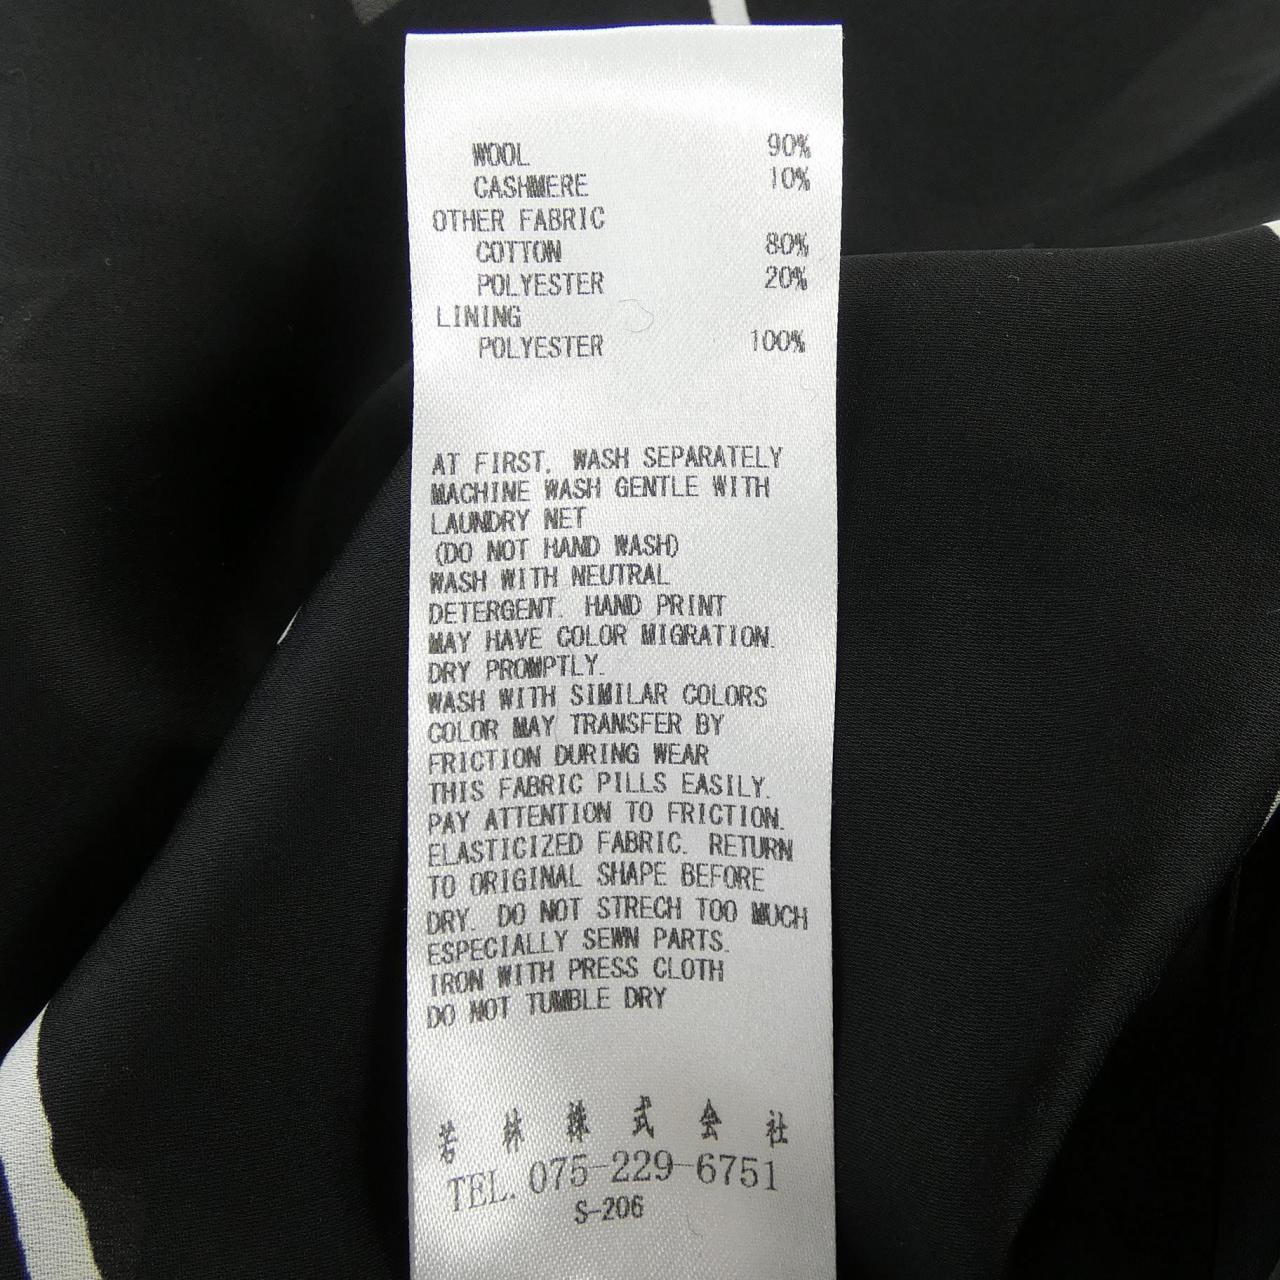 WOOL 90%
CASHMERE 10%
OTHER FABRIC
COTTON 80%
POLYESTER 20%
LINING
POLYESTER 100%
AT FIRST, WASH SEPARATELY
MACHINE WASH GENTLE WITH
LAUNDRY NET
(DO NOT HAND WASH)
WASH WITH NEUTRAL
DETERGENT. HAND PRINT
MAY HAVE COLOR MIGRATION.
DRY PROMPTLY.
WASH WITH SIMILAR COLORS
COLOR MAY TRANSFER BY
FRICTION DURING WEAR
THIS FABRIC PILLS EASILY.
PAY ATTENTION TO FRICTION.
ELASTICIZED FABRIC. RETURN
TO ORIGINAL SHAPE BEFORE
DRY. DO NOT STRECH TOO MUCH
ESPECIALLY SEWN PARTS.
IRON WITH PRESS CLOTH
DO NOT TUMBLE DRY
若林株式会社
TEL. 075-229-6751
S-206